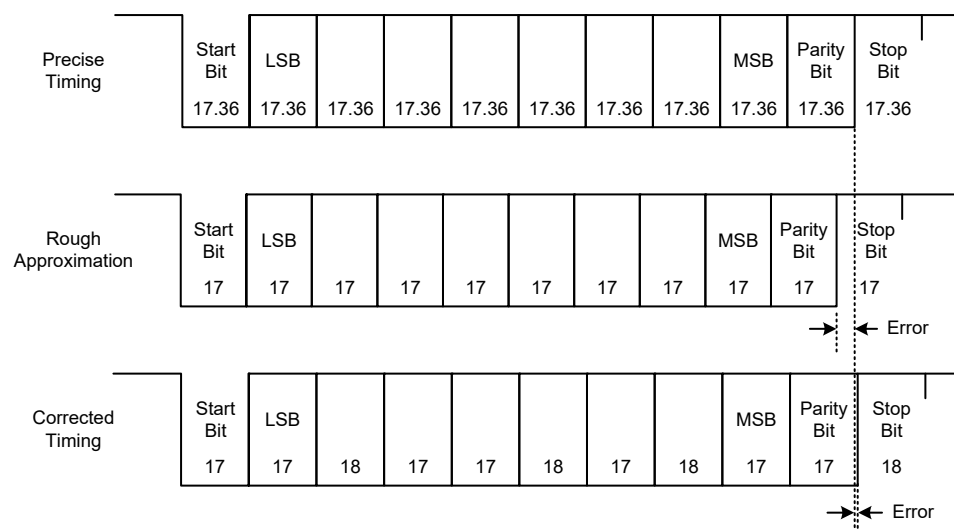 Precise
Timing
Start
Bit
LSB
MSB
Parity
Bit
Stop
Bit
17.36 17.36 17.36 17.36 17.36 17.36 17.36 17.36 17.36 17.36 17.36
Rough
Approximation
Start
Bit
LSB
MSB
Parity
Bit
Stop
Bit
17 17 17 17 17 17 17 17 17 17 17
Error
Corrected
Timing
Start
Bit
LSB
MSB
Parity
Bit
Stop
Bit
17 17 18 17 17 18 17 18 17 17 18
Error